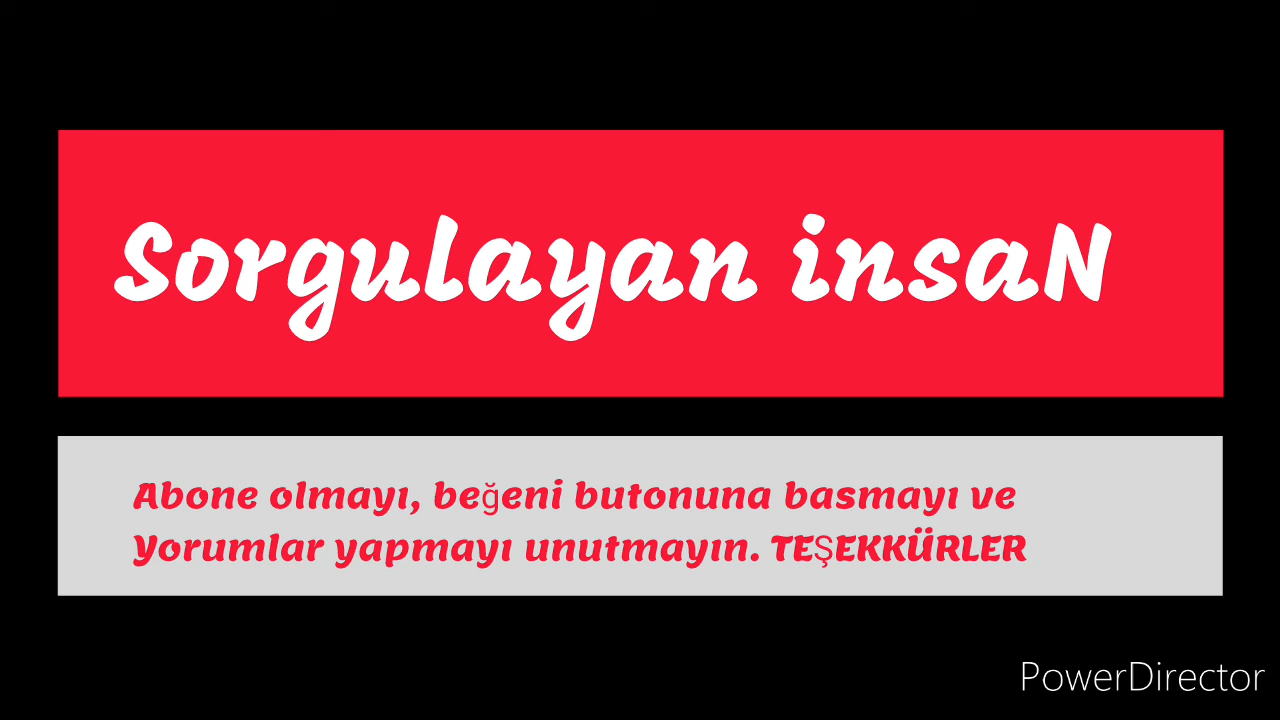 Sorgulayan insaN
Abone olmayı, beğeni butonuna basmayı ve
Yorumlar yapmayı unutmayın. TEŞEKKÜRLER
PowerDirector